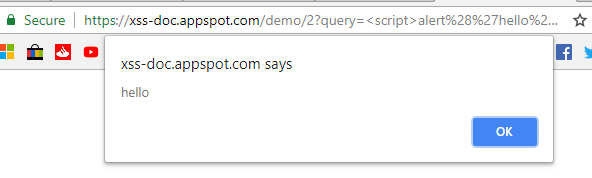 Secure https://xss-doc.appspot.com/demo/2?query=<script>alert%28%27hello%2...
xss-doc.appspot.com says
hello
OK